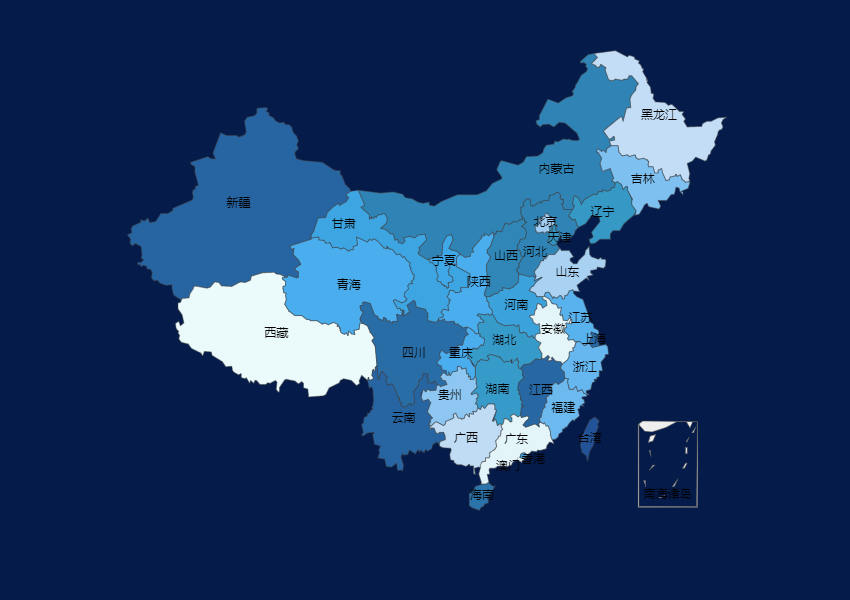 黑龙江
内蒙古
吉林
新疆
辽宁
北京
甘肃
天津
河北
山西
宁夏
山东
陕西
青海
河南
江苏
安徽
西藏
上海
湖北
四川
重庆
浙江
湖南
江西
贵州
福建
云南
广西
广东
台湾
香港
澳门
南海诸岛
海南